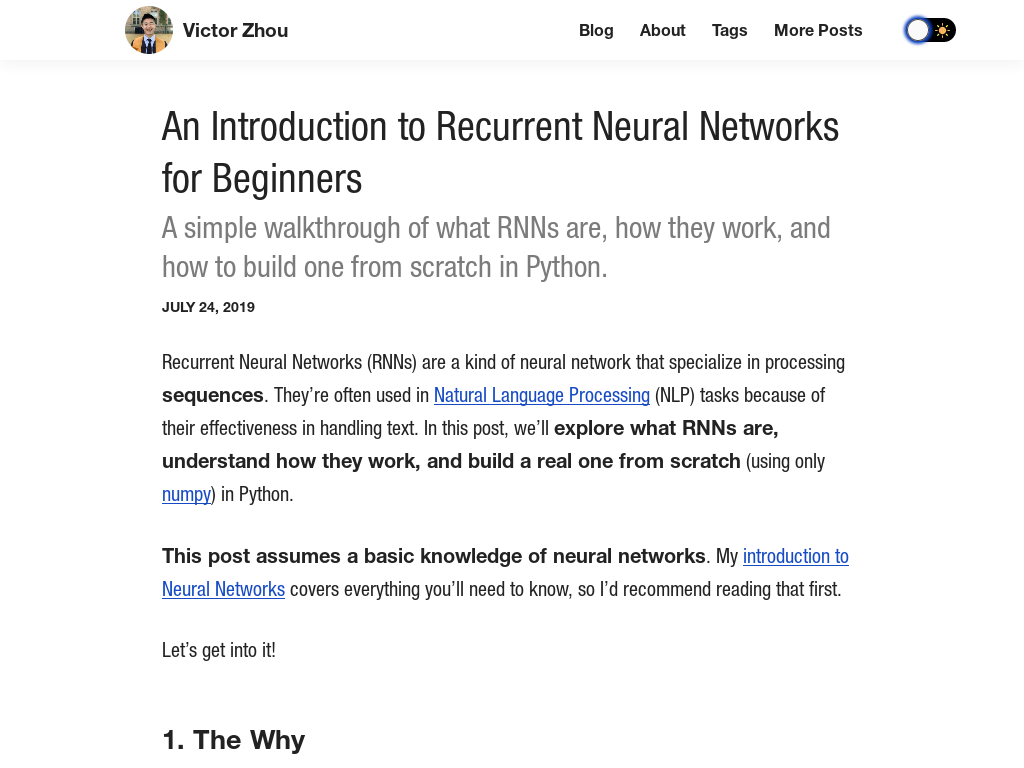 Victor Zhou
Blog About Tags More Posts
An Introduction to Recurrent Neural Networks
for Beginners
A simple walkthrough of what RNNs are, how they work, and
how to build one from scratch in Python.
JULY 24, 2019
Recurrent Neural Networks (RNNs) are a kind of neural network that specialize in processing
sequences. They’re often used in Natural Language Processing (NLP) tasks because of
their effectiveness in handling text. In this post, we’ll explore what RNNs are,
understand how they work, and build a real one from scratch (using only
numpy) in Python.
This post assumes a basic knowledge of neural networks. My introduction to
Neural Networks covers everything you’ll need to know, so I’d recommend reading that first.
Let’s get into it!
1. The Why